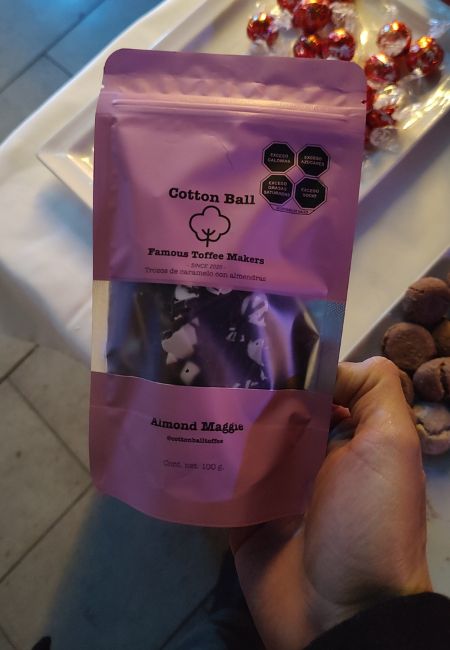 EXCESO
CALORÍAS
EXCESO
AZÚCARES
EXCESO
GRASAS
SATURADAS
EXCESO
SODIO
Cotton Ball
Famous Toffee Makers
- SINCE 2020 -
Trozos de caramelo con almendras
Almond Maggie
@cottonballtoffee
Cont. net. 100 g.